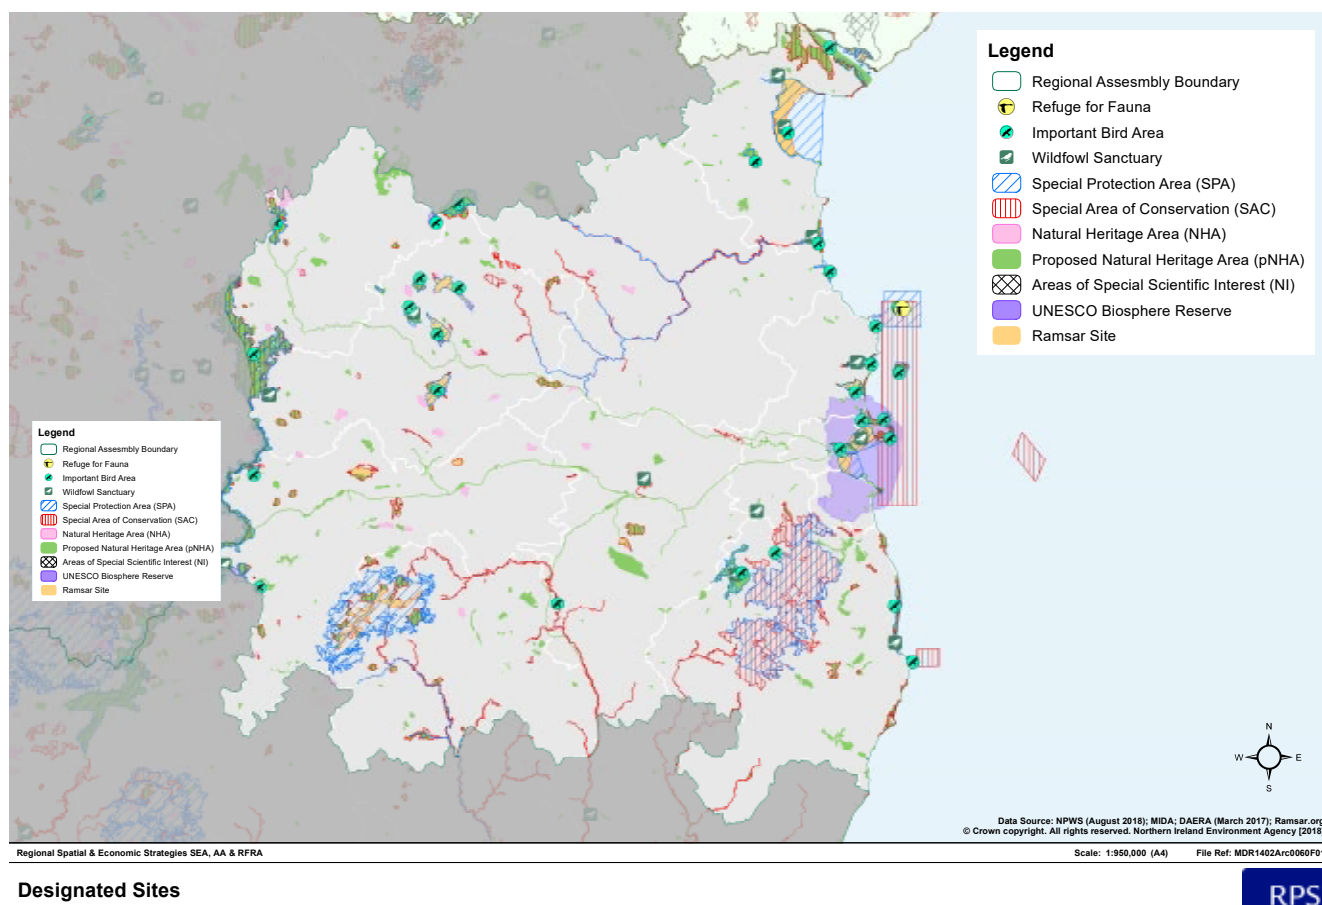 Legend
Regional Assesmbly Boundary
Refuge for Fauna
Important Bird Area
Wildfowl Sanctuary
Special Protection Area (SPA)
Special Area of Conservation (SAC)
Natural Heritage Area (NHA)
Proposed Natural Heritage Area (pNHA)
Areas of Special Scientific Interest (NI)
UNESCO Biosphere Reserve
Ramsar Site
Legend
Regional Assesmbly Boundary
Refuge for Fauna
Important Bird Area
Wildfowl Sanctuary
Special Protection Area (SPA)
Special Area of Conservation (SAC)
Natural Heritage Area (NHA)
Proposed Natural Heritage Area (pNHA)
Areas of Special Scientific Interest (NI)
UNESCO Biosphere Reserve
Ramsar Site
N
W E
S
Data Source: NPWS (August 2018); MIDA; DAERA (March 2017); Ramsar.org
© Crown copyright. All rights reserved. Northern Ireland Environment Agency [2018]
Regional Spatial & Economic Strategies SEA, AA & RFRA Scale: 1:950,000 (A4) File Ref: MDR1402Arc0060F01
Designated Sites
RPS